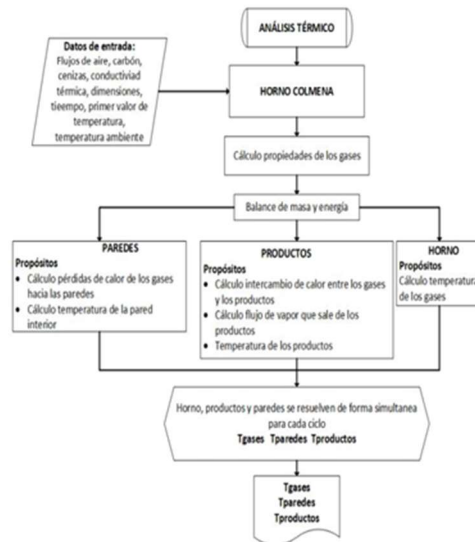 ANÁLISIS TÉRMICO
Datos de entrada:
Flujos de aire, carbón,
cenizas, conductiviad
térmica, dimensiones,
tieempo, primer valor de
temperatura,
temperatura ambiente
HORNO COLMENA
Cálculo propiedades de los gases
Balance de masa y energía
PAREDES
Propósitos
• Cálculo pérdidas de calor de los gases
hacia las paredes
• Cálculo temperatura de la pared
interior
PRODUCTOS
Propósitos
• Cálculo intercambio de calor entre los gases
y los productos
• Cálculo flujo de vapor que sale de los
productos
• Temperatura de los productos
HORNO
Propósitos
Cálculo temperatura
de los gases
Horno, productos y paredes se resuelven de forma simultanea
para cada ciclo
Tgases Tparedes Tproductos
Tgases
Tparedes
Tproductos